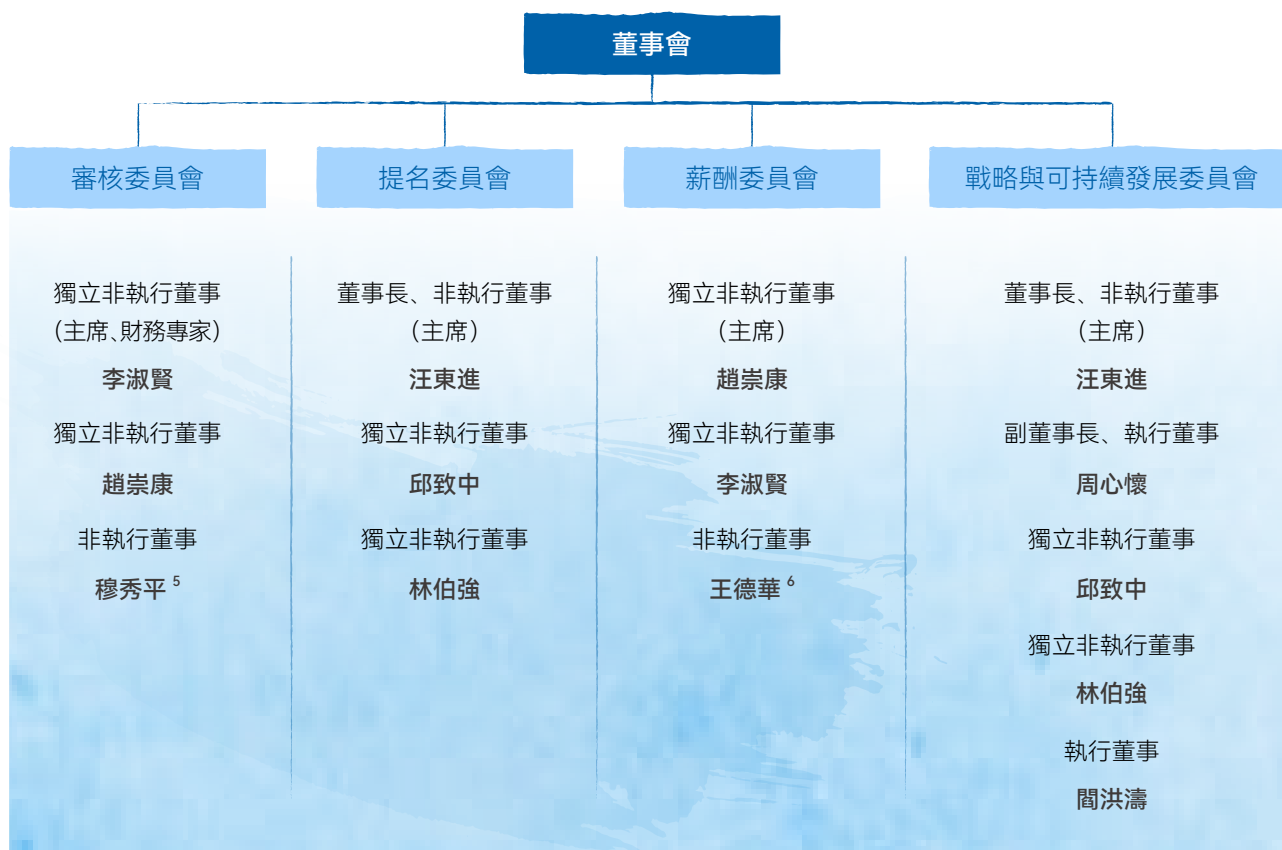 董事會
審核委員會
獨立非執行董事
（主席、財務專家）
李淑賢
獨立非執行董事
趙崇康
非執行董事
穆秀平 5
提名委員會
董事長、非執行董事
（主席）
汪東進
獨立非執行董事
邱致中
獨立非執行董事
林伯強
薪酬委員會
獨立非執行董事
（主席）
趙崇康
獨立非執行董事
李淑賢
非執行董事
王德華 6
戰略與可持續發展委員會
董事長、非執行董事
（主席）
汪東進
副董事長、執行董事
周心懷
獨立非執行董事
邱致中
獨立非執行董事
林伯強
執行董事
閻洪濤